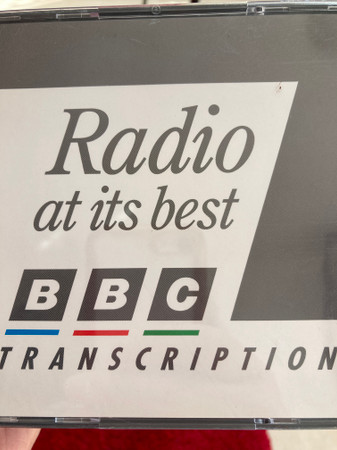 Radio
at its best
BBC
TRANSCRIPTION